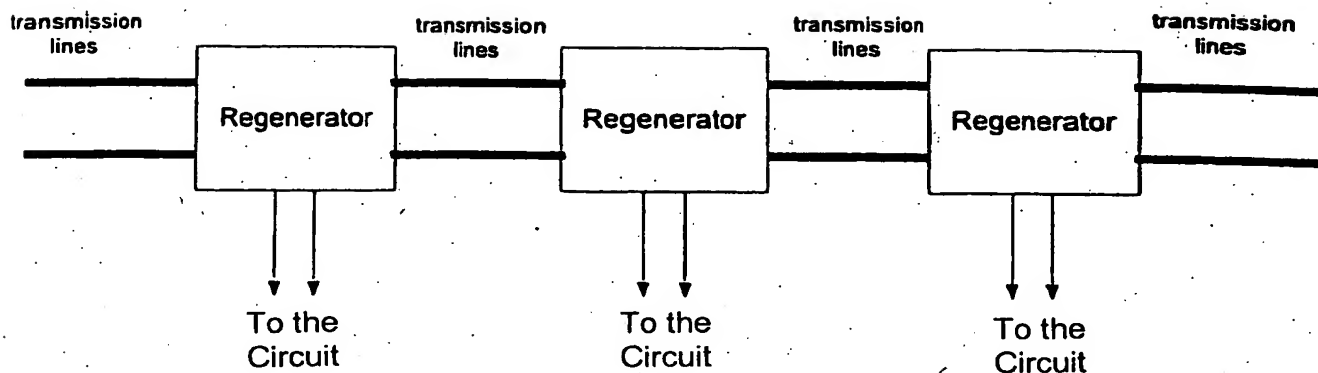 transmission
lines
transmission
lines
transmission
lines
transmission
lines
Regenerator
Regenerator
Regenerator
To the
Circuit
To the
Circuit
To the
Circuit